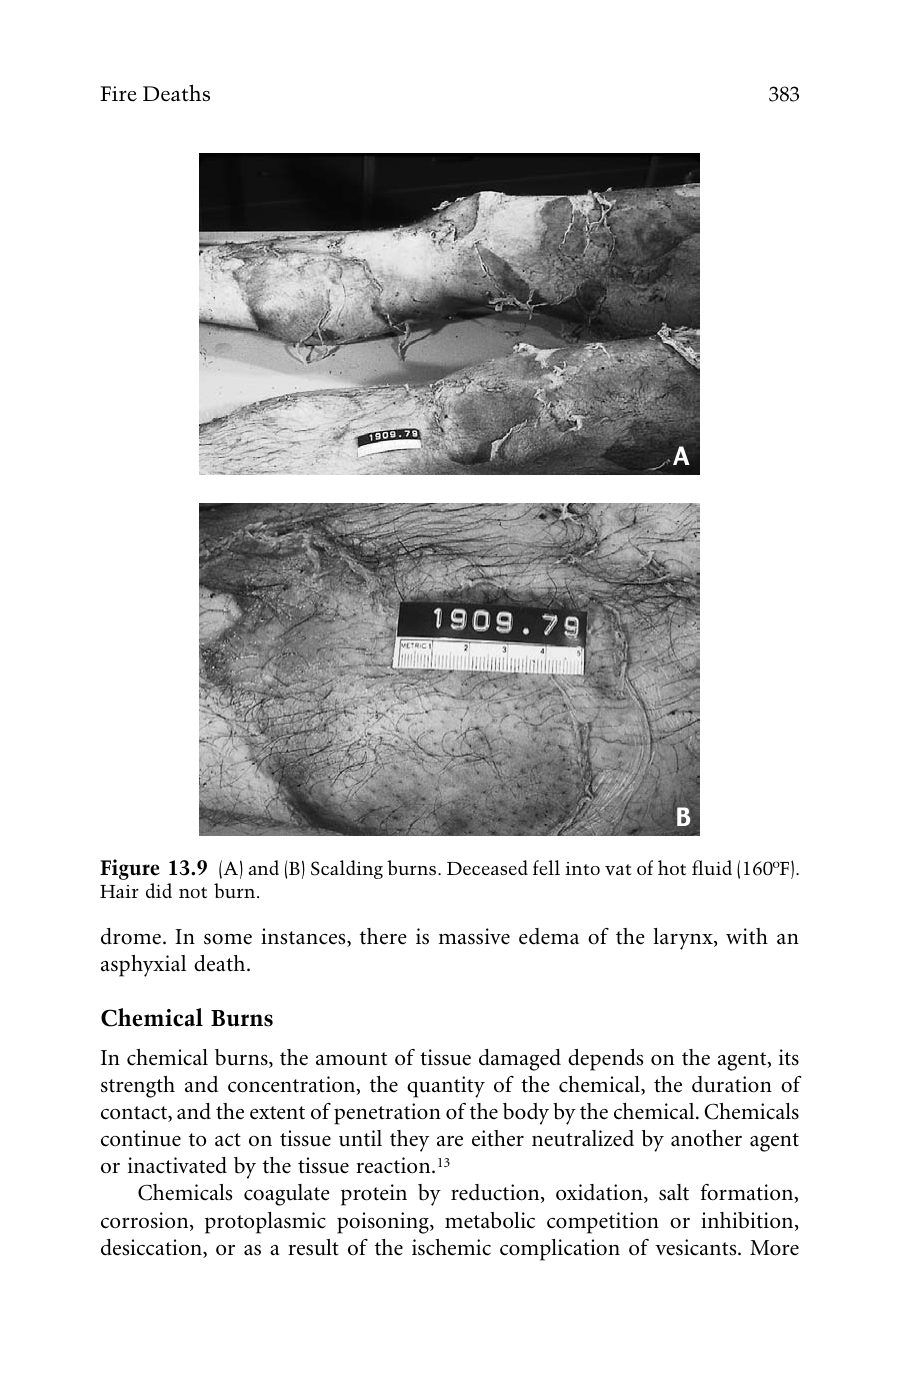 Fire Deaths 383
1909.79
A
1909.79
METRIC 1 2 3 4 5
B
Figure 13.9 (A) and (B) Scalding burns. Deceased fell into vat of hot fluid (160ºF).
Hair did not burn.
drome. In some instances, there is massive edema of the larynx, with an
asphyxial death.
Chemical Burns
In chemical burns, the amount of tissue damaged depends on the agent, its
strength and concentration, the quantity of the chemical, the duration of
contact, and the extent of penetration of the body by the chemical. Chemicals
continue to act on tissue until they are either neutralized by another agent
or inactivated by the tissue reaction.¹³
Chemicals coagulate protein by reduction, oxidation, salt formation,
corrosion, protoplasmic poisoning, metabolic competition or inhibition,
desiccation, or as a result of the ischemic complication of vesicants. More